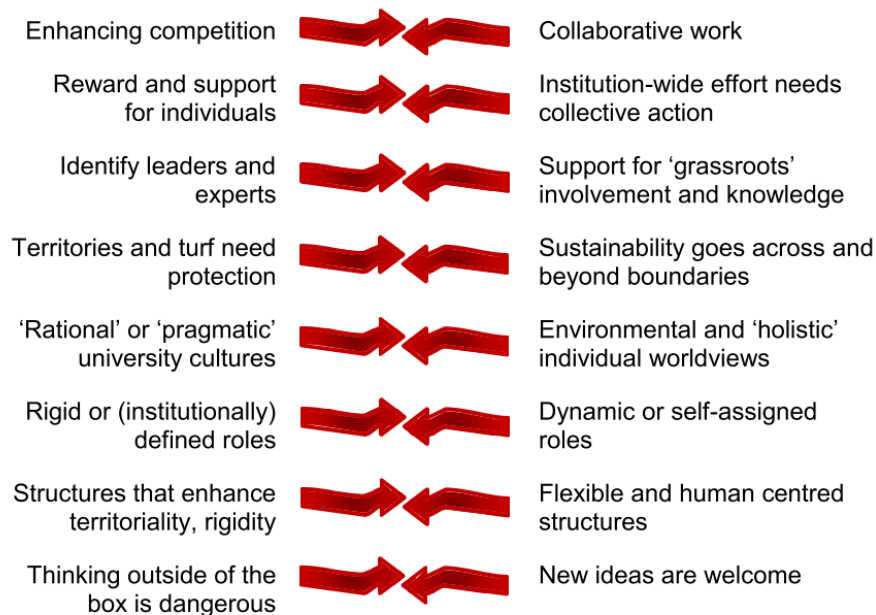 Enhancing competition
Collaborative work
Reward and support
for individuals
Institution-wide effort needs
collective action
Identify leaders and
experts
Support for ‘grassroots’
involvement and knowledge
Territories and turf need
protection
Sustainability goes across and
beyond boundaries
‘Rational’ or ‘pragmatic’
university cultures
Environmental and ‘holistic’
individual worldviews
Rigid or (institutionally)
defined roles
Dynamic or self-assigned
roles
Structures that enhance
territoriality, rigidity
Flexible and human centred
structures
Thinking outside of the
box is dangerous
New ideas are welcome